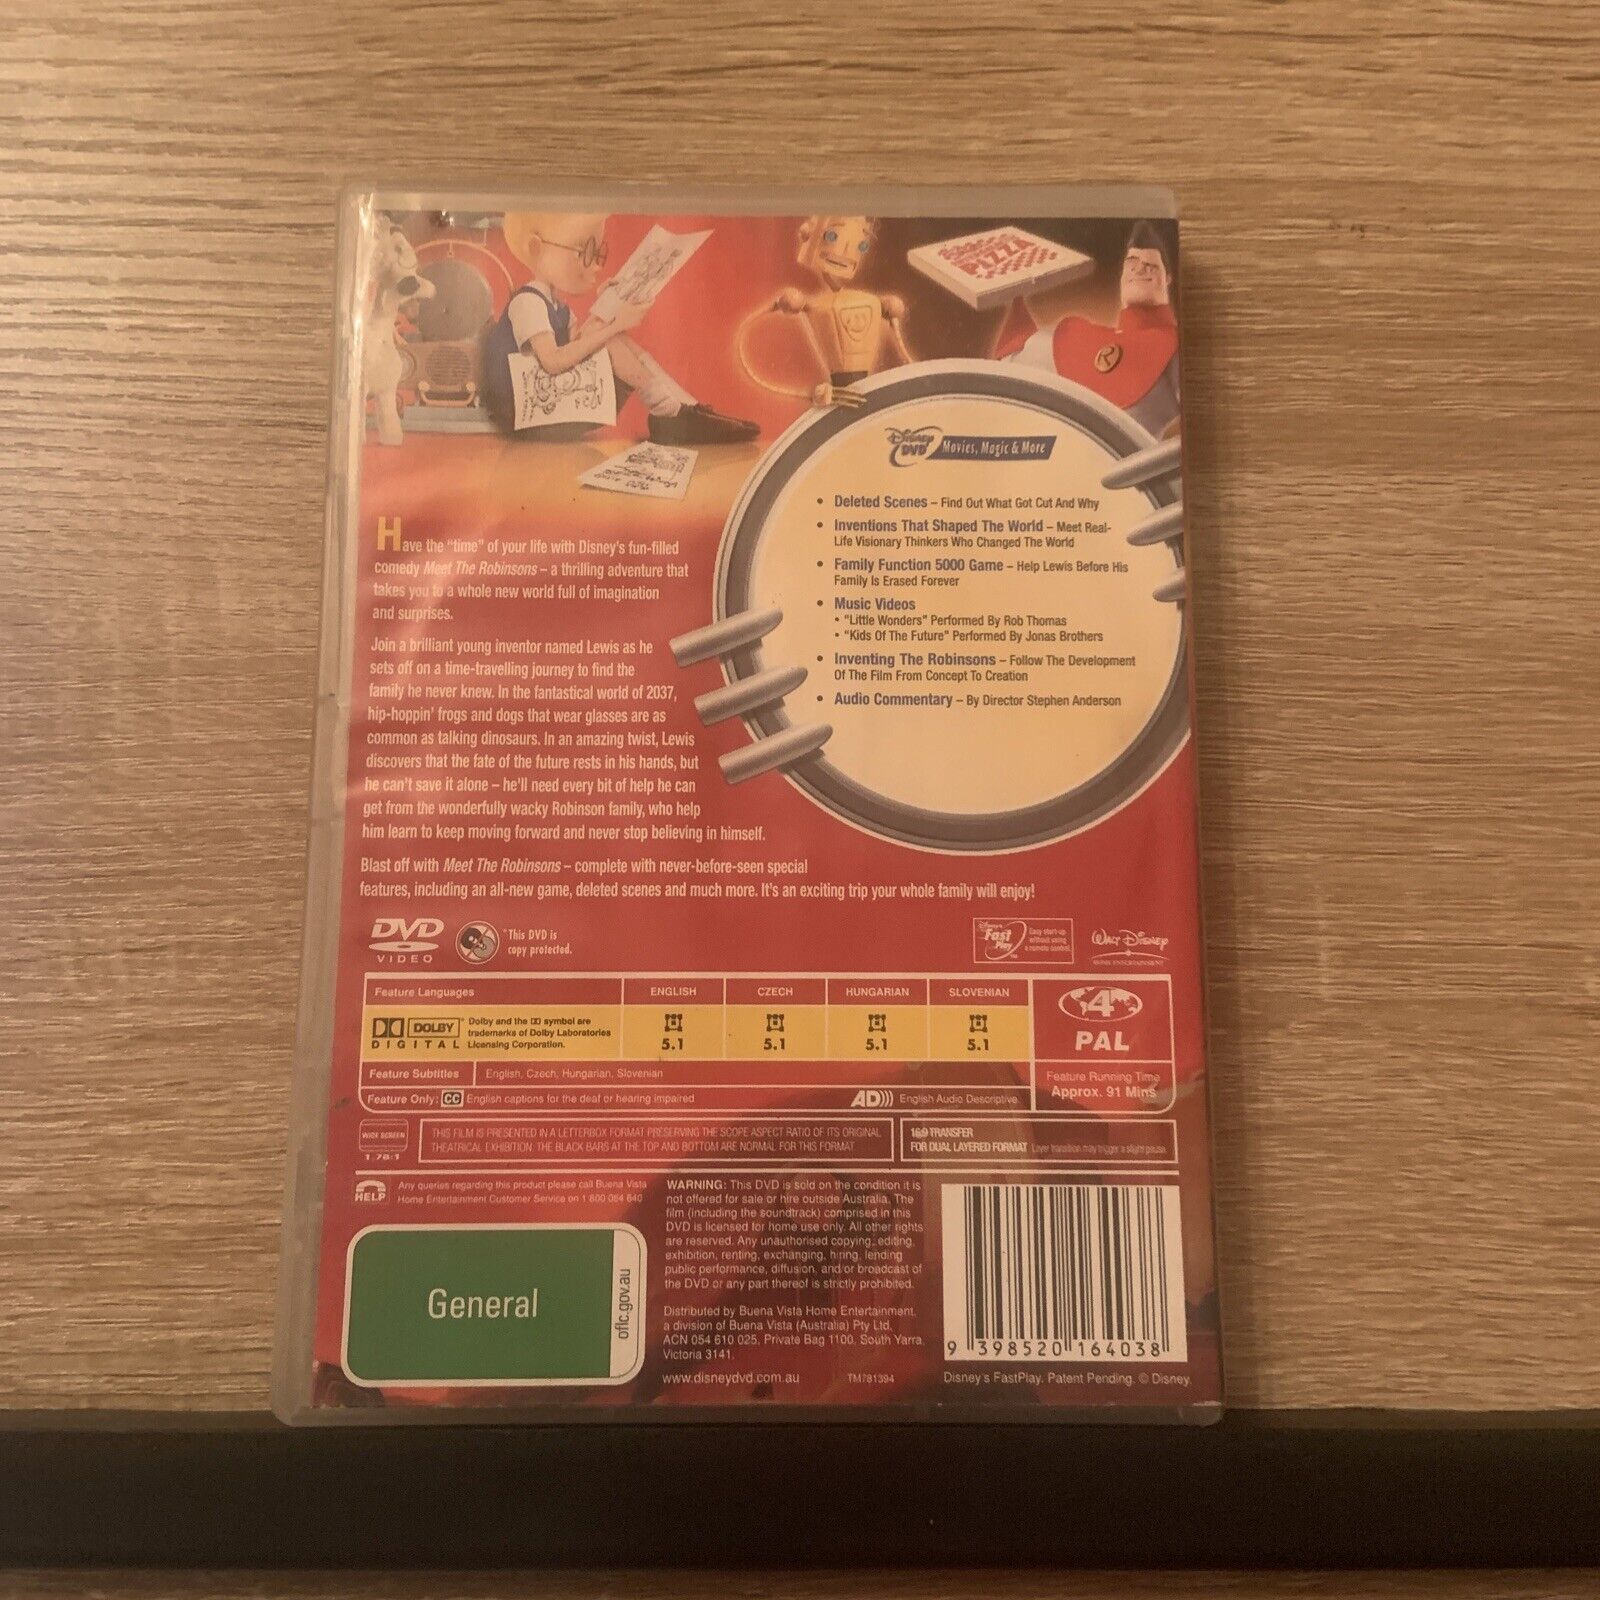 PIZZA
R
Disney DVD Movies, Magic & More
• Deleted Scenes – Find Out What Got Cut And Why
• Inventions That Shaped The World – Meet Real-
Life Visionary Thinkers Who Changed The World
• Family Function 5000 Game – Help Lewis Before His
Family Is Erased Forever
• Music Videos
• "Little Wonders" Performed By Rob Thomas
• "Kids Of The Future" Performed By Jonas Brothers
• Inventing The Robinsons – Follow The Development
Of The Film From Concept To Creation
• Audio Commentary – By Director Stephen Anderson
Have the "time" of your life with Disney's fun-filled
comedy Meet The Robinsons – a thrilling adventure that
takes you to a whole new world full of imagination
and surprises.
Join a brilliant young inventor named Lewis as he
sets off on a time-travelling journey to find the
family he never knew. In the fantastical world of 2037,
hip-hoppin' frogs and dogs that wear glasses are as
common as talking dinosaurs. In an amazing twist, Lewis
discovers that the fate of the future rests in his hands, but
he can't save it alone – he'll need every bit of help he can
get from the wonderfully wacky Robinson family, who help
him learn to keep moving forward and never stop believing in himself.
Blast off with Meet The Robinsons – complete with never-before-seen special
features, including an all-new game, deleted scenes and much more. It's an exciting trip your whole family will enjoy!
DVD
VIDEO
This DVD is
copy protected.
Disney's Fast Play ™
Easy start-up
without using
a remote control.
Walt Disney
HOME ENTERTAINMENT
Feature Languages ENGLISH CZECH HUNGARIAN SLOVENIAN
DOLBY DIGITAL
Dolby and the DD symbol are
trademarks of Dolby Laboratories
Licensing Corporation.
5.1 5.1 5.1 5.1
4
PAL
Feature Subtitles English, Czech, Hungarian, Slovenian
Feature Only: CC English captions for the deaf or hearing impaired AD))) English Audio Descriptive.
Feature Running Time
Approx. 91 Mins
WIDE SCREEN
1.78:1
THIS FILM IS PRESENTED IN A LETTERBOX FORMAT PRESERVING THE SCOPE ASPECT RATIO OF ITS ORIGINAL
THEATRICAL EXHIBITION. THE BLACK BARS AT THE TOP AND BOTTOM ARE NORMAL FOR THIS FORMAT
16:9 TRANSFER
FOR DUAL LAYERED FORMAT Layer transition may trigger a slight pause.
HELP
Any queries regarding this product please call Buena Vista
Home Entertainment Customer Service on 1 800 084 640
WARNING: This DVD is sold on the condition it is
not offered for sale or hire outside Australia. The
film (including the soundtrack) comprised in this
DVD is licensed for home use only. All other rights
are reserved. Any unauthorised copying, editing,
exhibition, renting, exchanging, hiring, lending
public performance, diffusion, and/or broadcast of
the DVD or any part thereof is strictly prohibited.
Distributed by Buena Vista Home Entertainment,
a division of Buena Vista (Australia) Pty Ltd,
ACN 054 610 025, Private Bag 1100, South Yarra,
Victoria 3141.
www.disneydvd.com.au TM781394
General
oflc.gov.au
9 398520 164038
Disney's FastPlay. Patent Pending. © Disney.